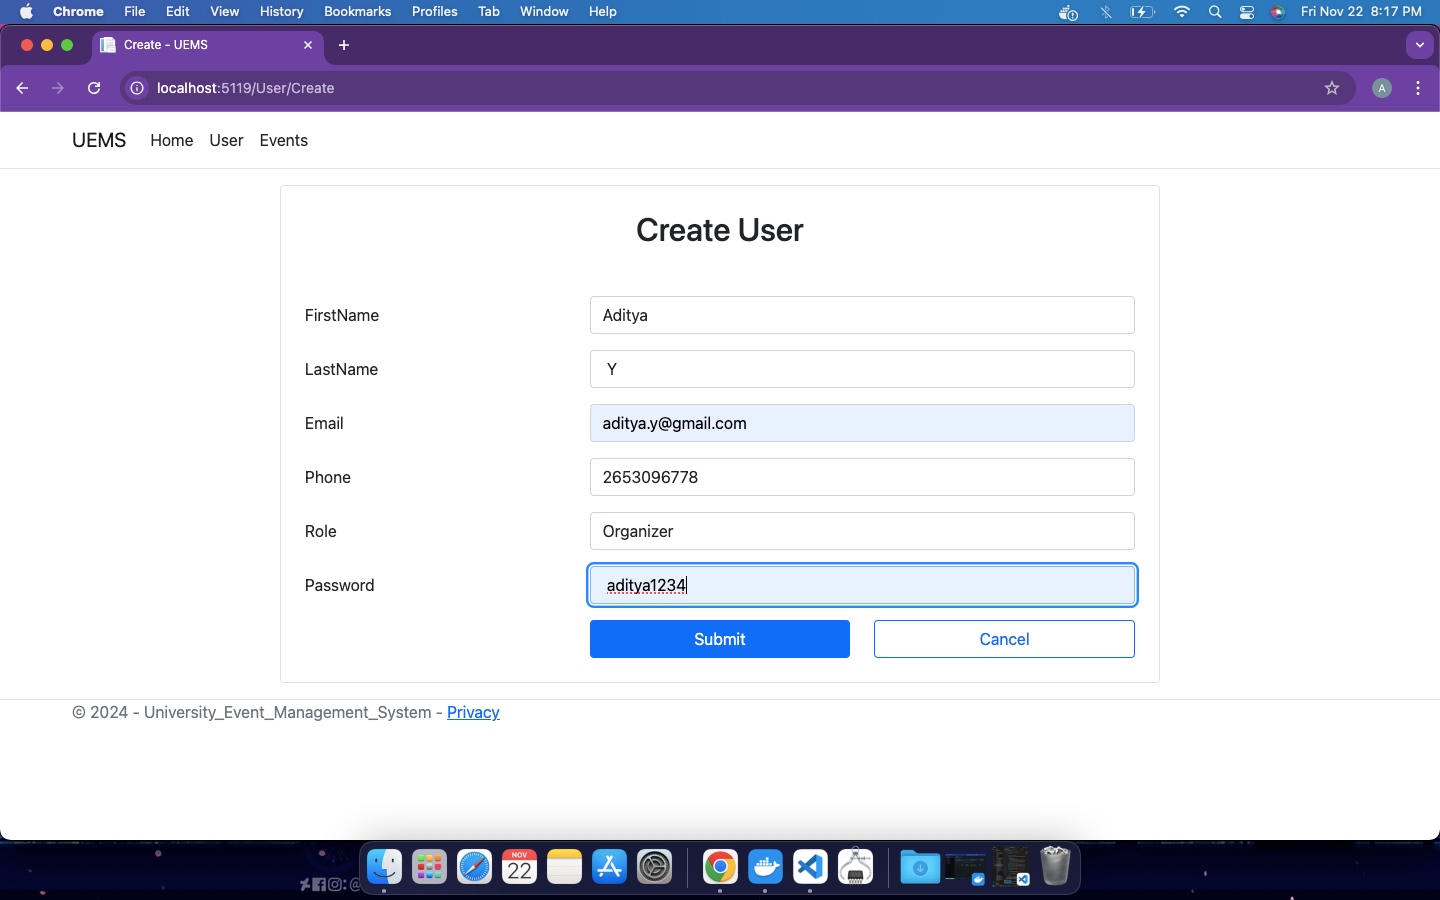 Chrome File Edit View History Bookmarks Profiles Tab Window Help Fri Nov 22 8:17 PM
Create - UEMS
localhost:5119/User/Create
A
UEMS Home User Events
Create User
FirstName Aditya
LastName Y
Email aditya.y@gmail.com
Phone 2653096778
Role Organizer
Password aditya1234
Submit Cancel
© 2024 - University_Event_Management_System - Privacy
NOV
22